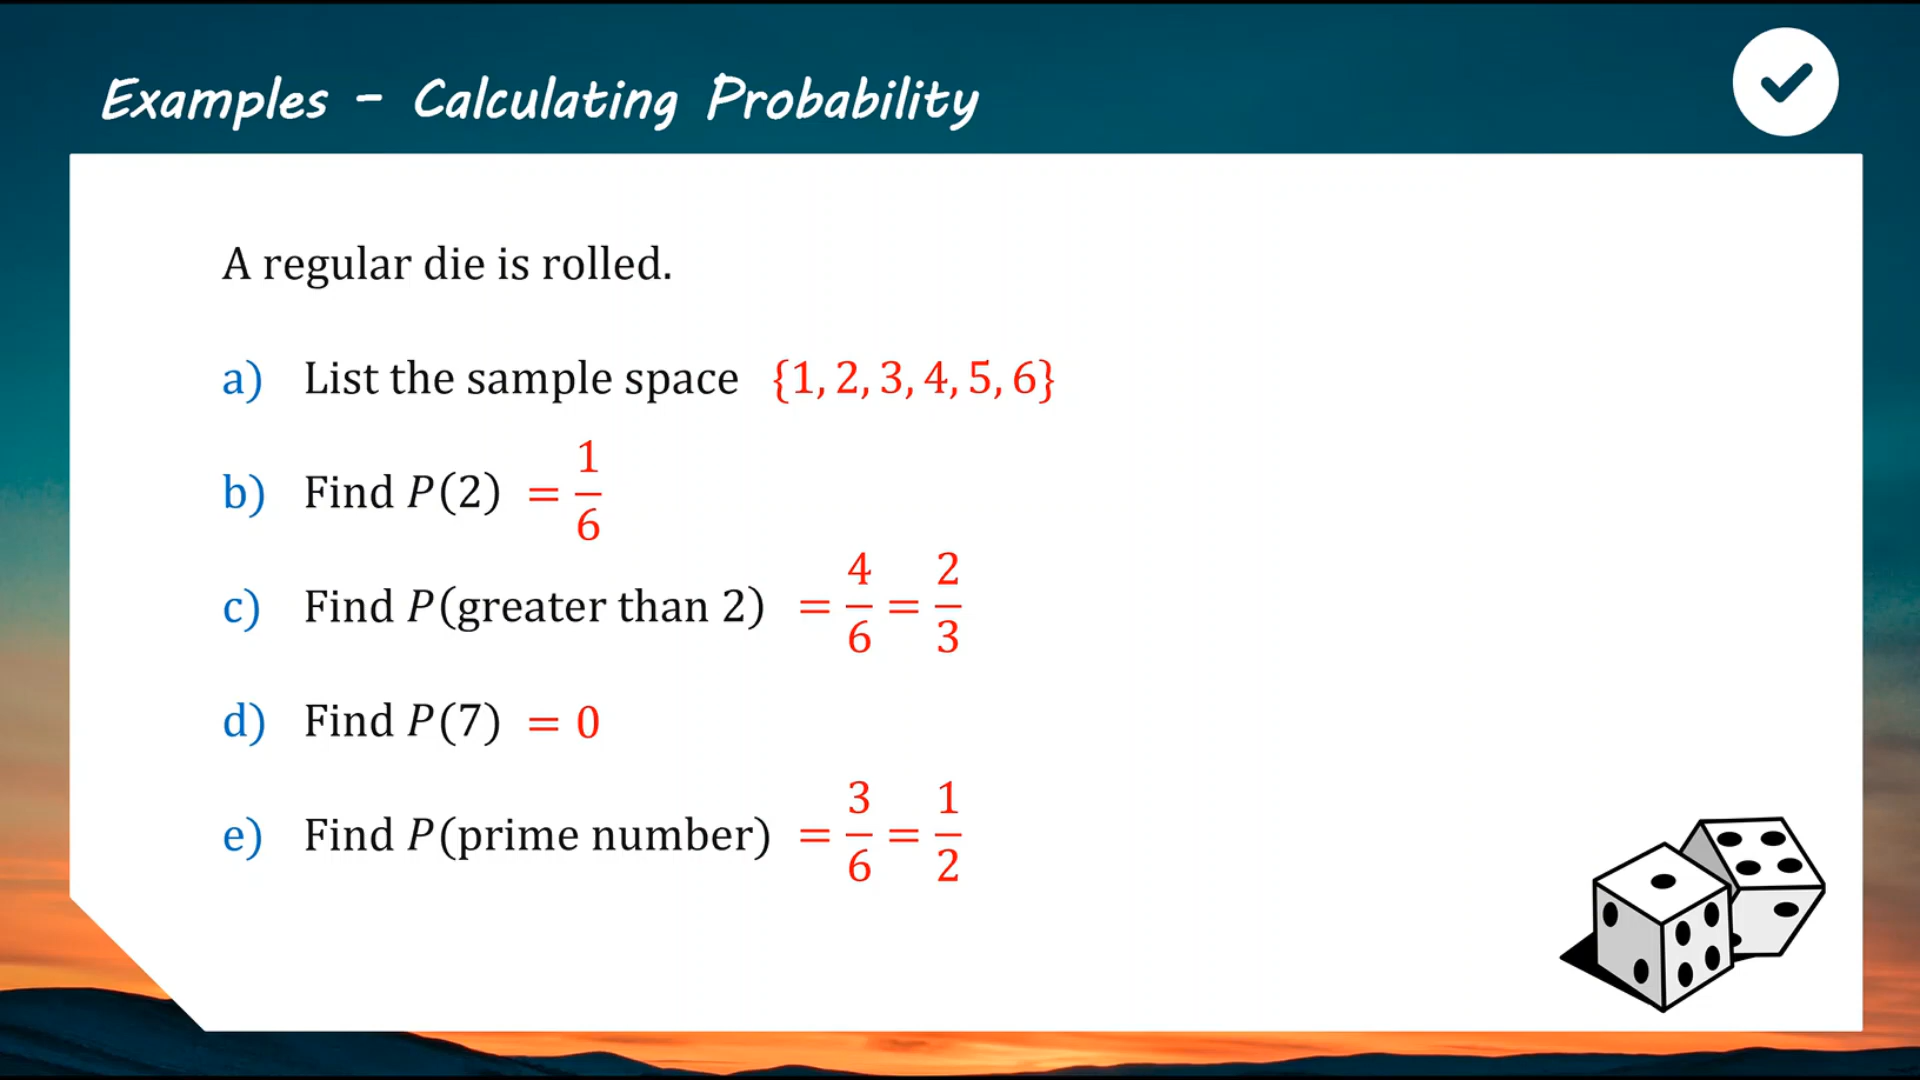 Examples – Calculating Probability
A regular die is rolled.
a) List the sample space {1, 2, 3, 4, 5, 6}
b) Find P(2) = 1/6
c) Find P(greater than 2) = 4/6 = 2/3
d) Find P(7) = 0
e) Find P(prime number) = 3/6 = 1/2